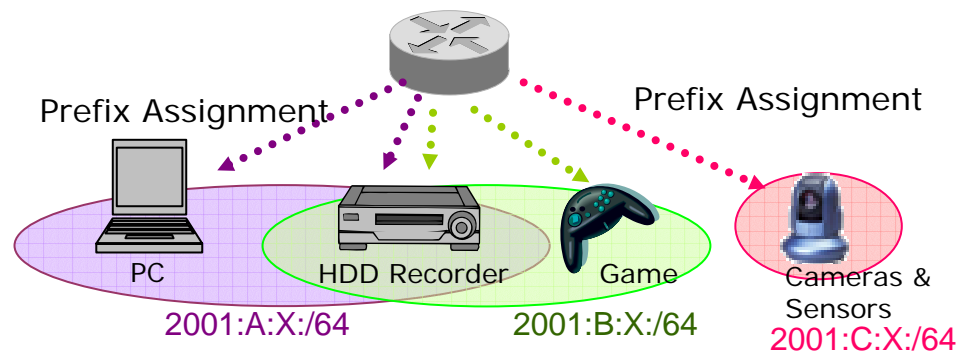 Prefix Assignment
Prefix Assignment
PC
HDD Recorder
Game
Cameras &
Sensors
2001:A:X:/64
2001:B:X:/64
2001:C:X:/64